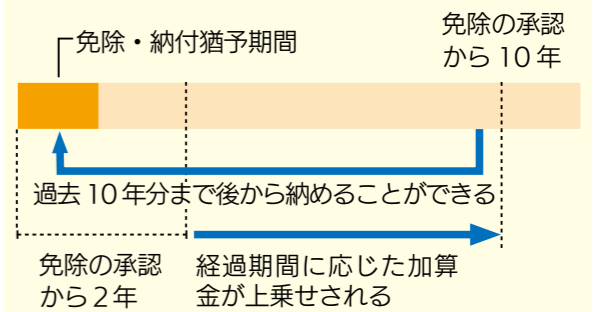 免除・納付猶予期間
免除の承認
から10年
過去10年分まで後から納めることができる
免除の承認
から2年
経過期間に応じた加算
金が上乗せされる